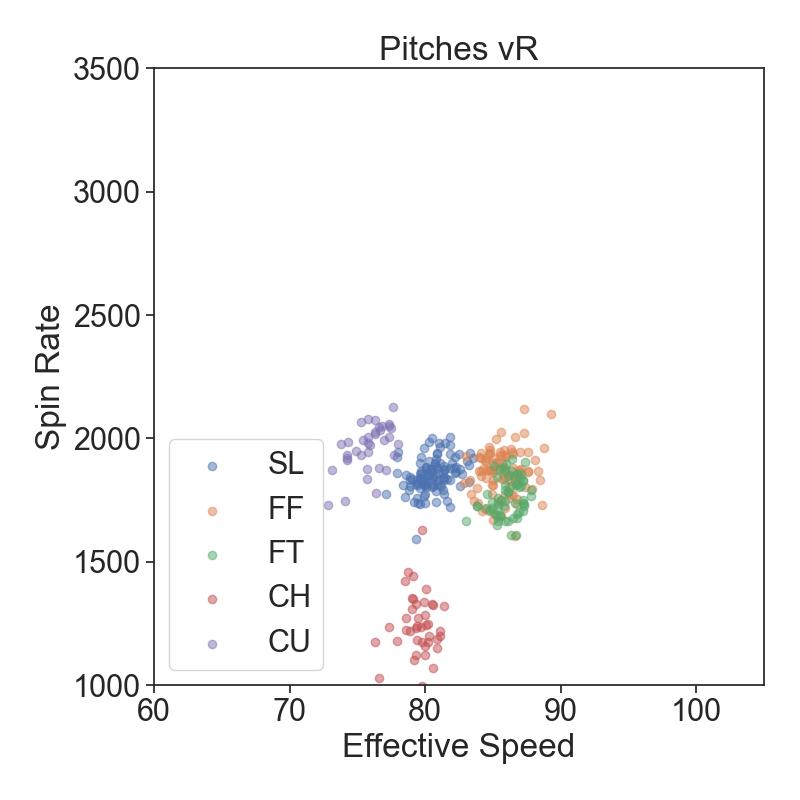 Pitches vR
3500
3000
2500
2000
1500
1000
Spin Rate
SL
FF
FT
CH
CU
60 70 80 90 100
Effective Speed